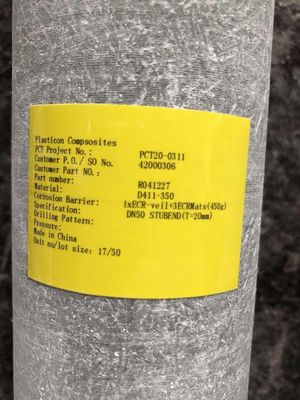 Plasticon Compsosites
PCT Project No.: PCT20-0311
Customer P.O./ SO No. 42000306
Customer Part NO.:
Part number: R041227
Material: D411-350
Corrosion Barrier: 1xECR-veil+3ECRMats(450g)
Specification: DN50 STUBEND(T=20mm)
Drilling Pattern:
Pressure:
Made in China
Unit no/lot size: 17/50